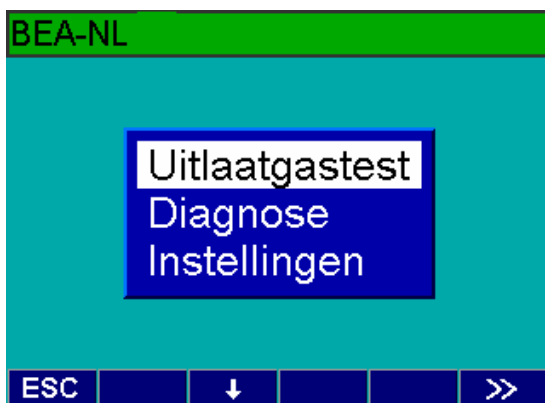 BEA-NL
Uitlaatgastest
Diagnose
Instellingen
ESC ↓ >>